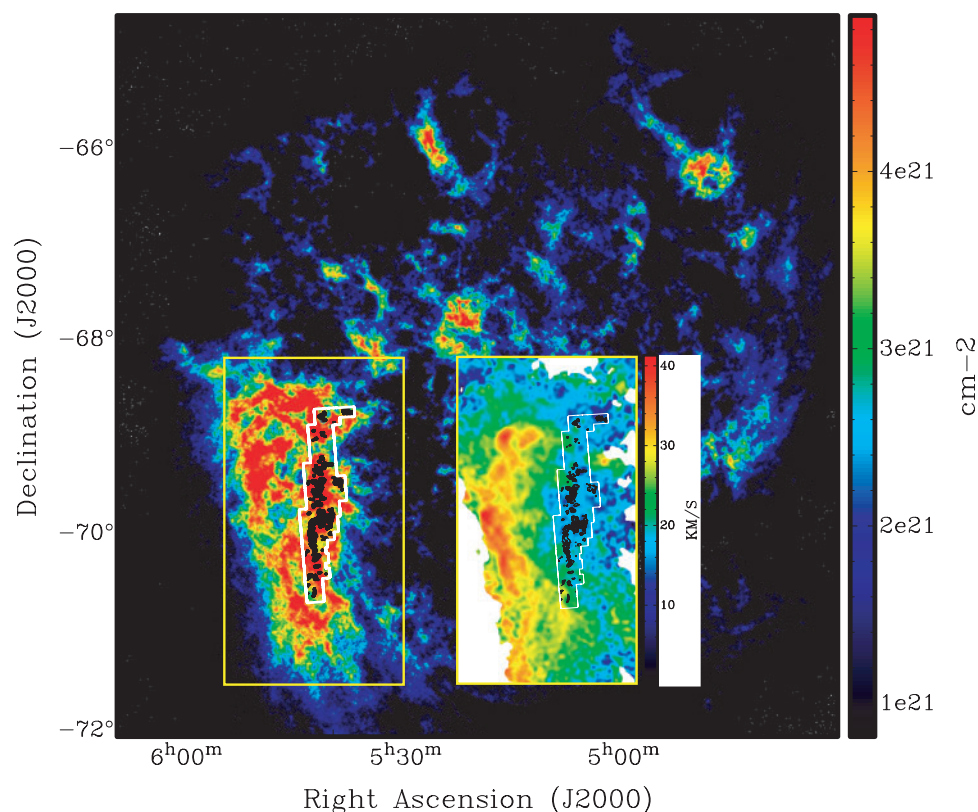 −66°
−68°
−70°
−72°
Declination (J2000)
6h00m
5h30m
5h00m
Right Ascension (J2000)
40
30
20
10
KM/S
4e21
3e21
2e21
1e21
cm-2